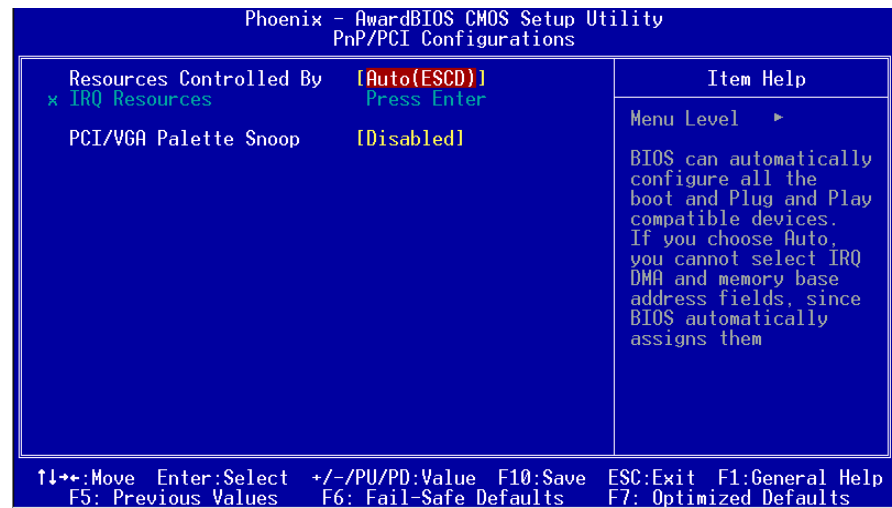 Phoenix - AwardBIOS CMOS Setup Utility
PnP/PCI Configurations
Resources Controlled By [Auto(ESCD)]
x IRQ Resources Press Enter
PCI/VGA Palette Snoop [Disabled]
Item Help
Menu Level ►
BIOS can automatically
configure all the
boot and Plug and Play
compatible devices.
If you choose Auto,
you cannot select IRQ
DMA and memory base
address fields, since
BIOS automatically
assigns them
↑↓→←:Move Enter:Select +/-/PU/PD:Value F10:Save ESC:Exit F1:General Help
F5: Previous Values F6: Fail-Safe Defaults F7: Optimized Defaults